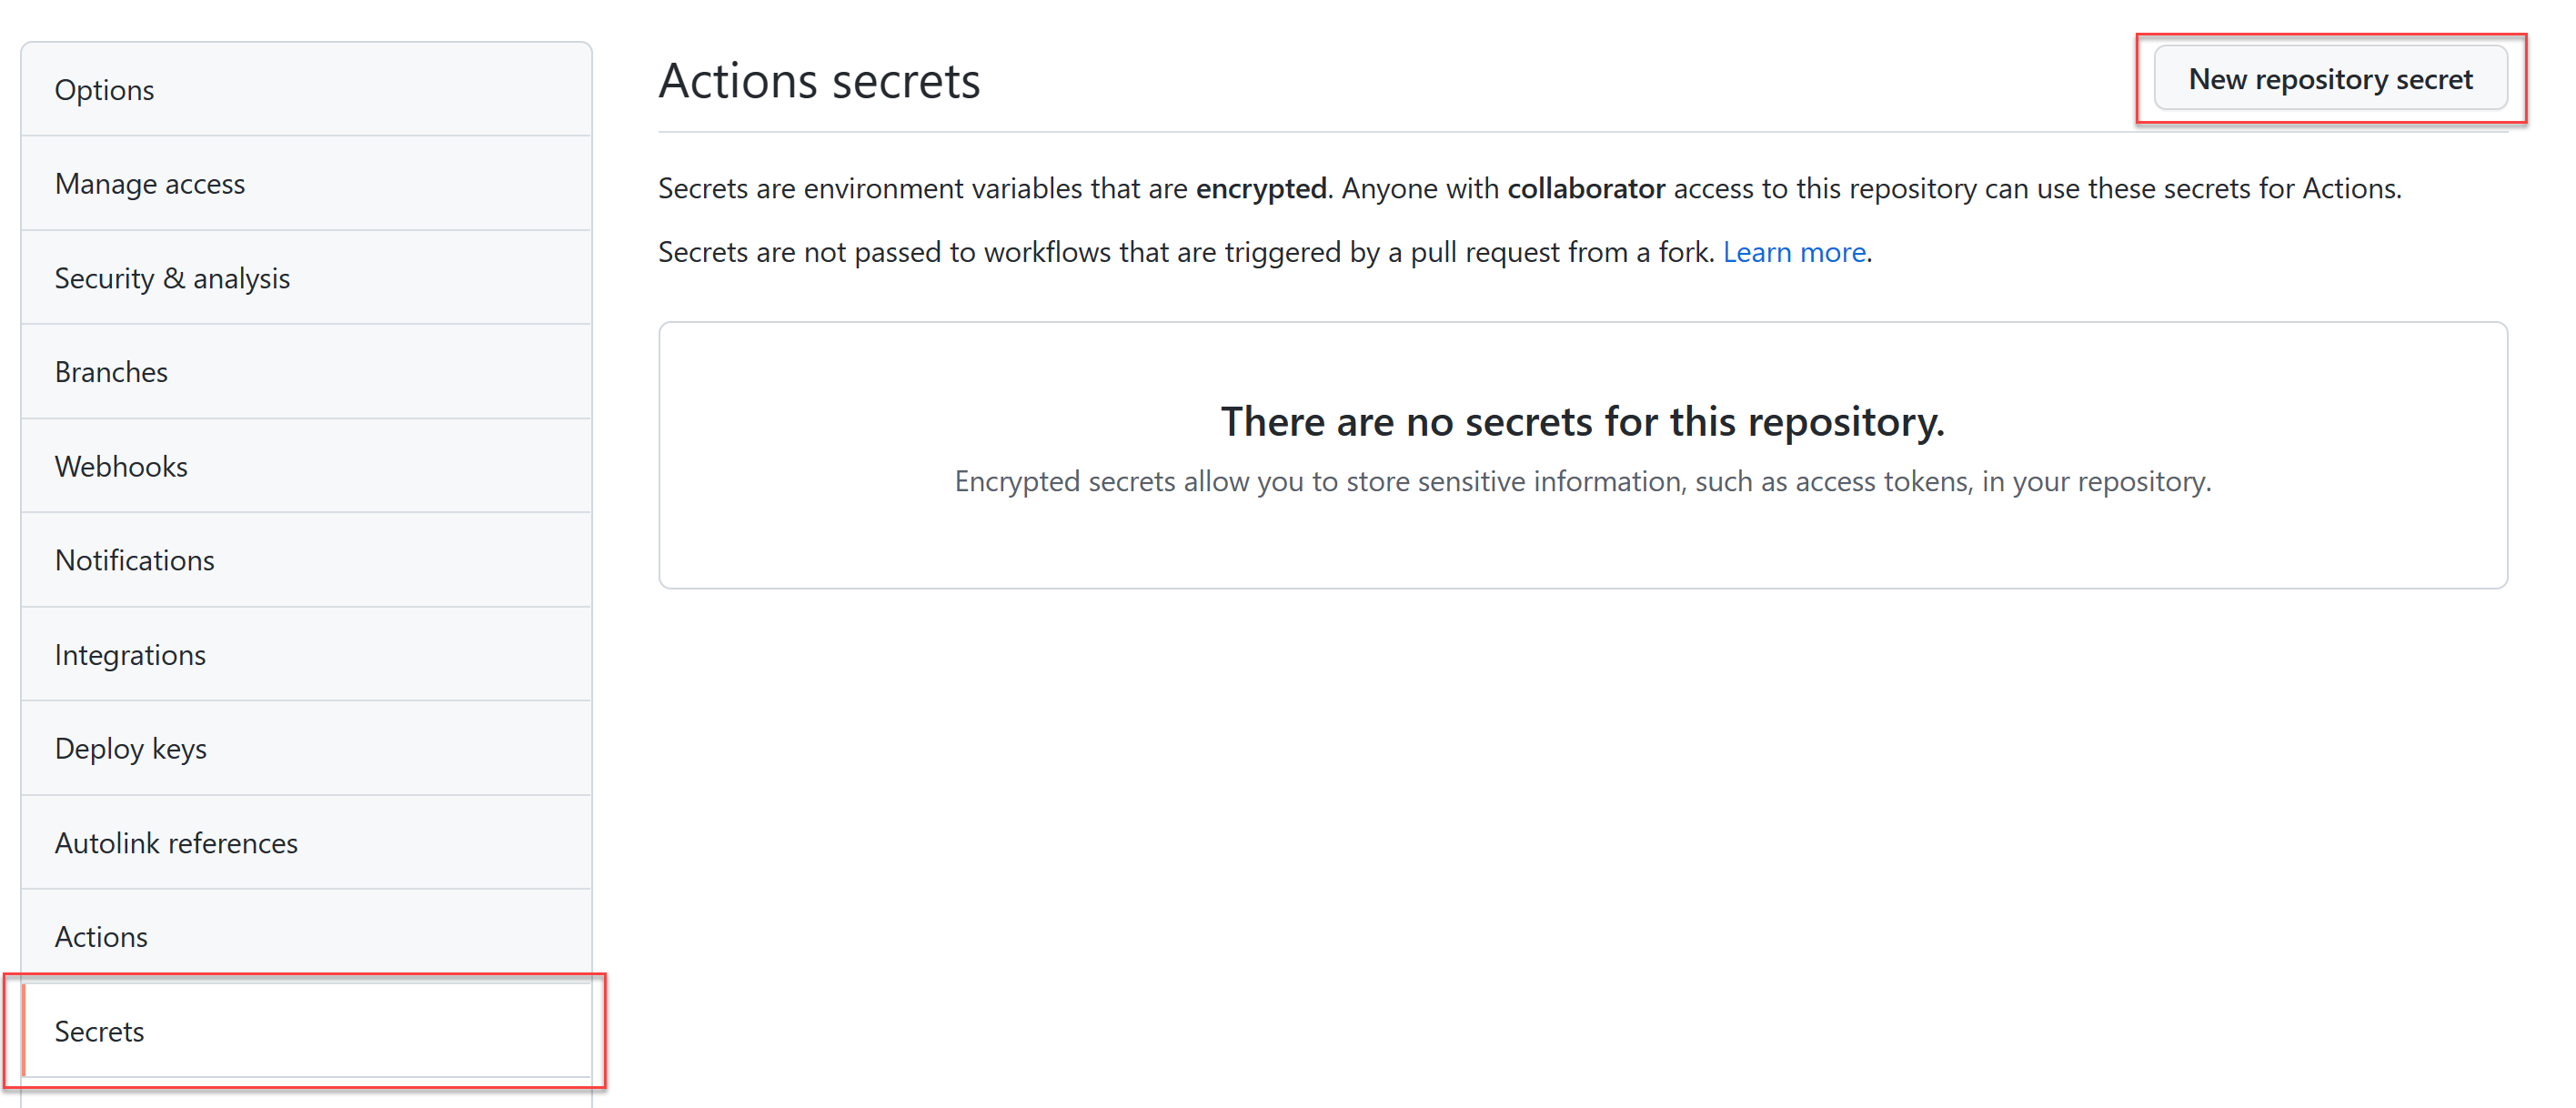 Options
Manage access
Security & analysis
Branches
Webhooks
Notifications
Integrations
Deploy keys
Autolink references
Actions
Secrets
Actions secrets
New repository secret
Secrets are environment variables that are encrypted. Anyone with collaborator access to this repository can use these secrets for Actions.
Secrets are not passed to workflows that are triggered by a pull request from a fork. Learn more.
There are no secrets for this repository.
Encrypted secrets allow you to store sensitive information, such as access tokens, in your repository.